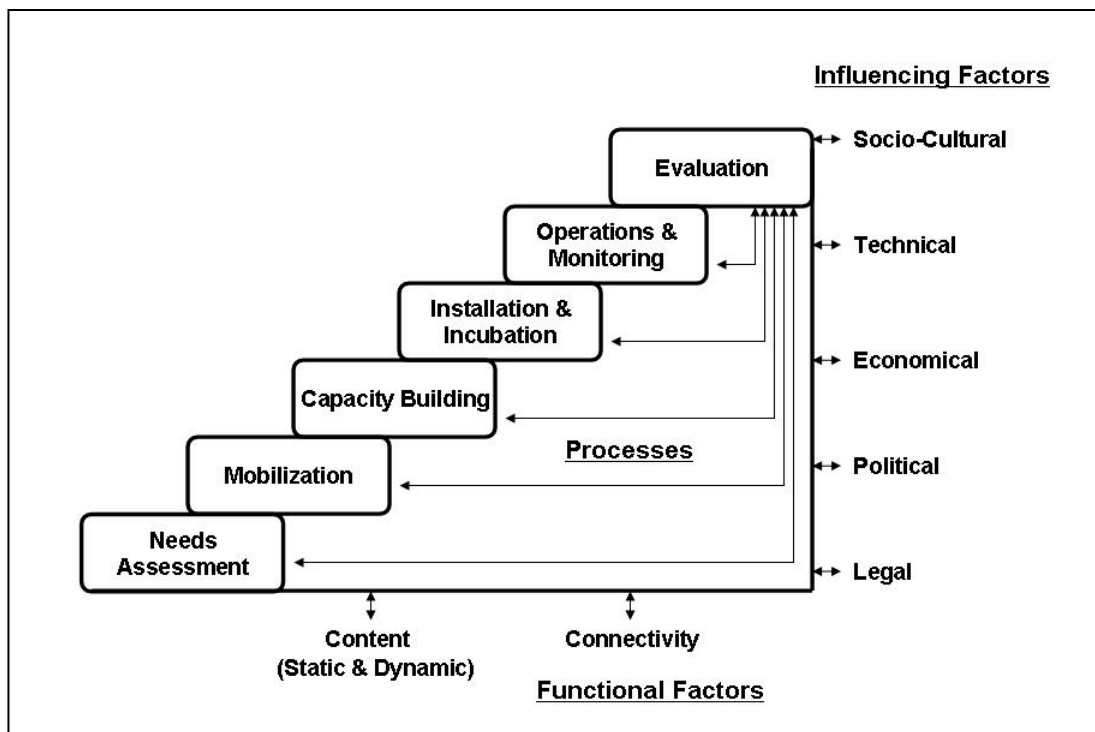 Influencing Factors
Socio-Cultural
Evaluation
Operations &
Monitoring
Technical
Installation &
Incubation
Economical
Capacity Building
Processes
Political
Mobilization
Needs
Assessment
Legal
Content
(Static & Dynamic)
Connectivity
Functional Factors